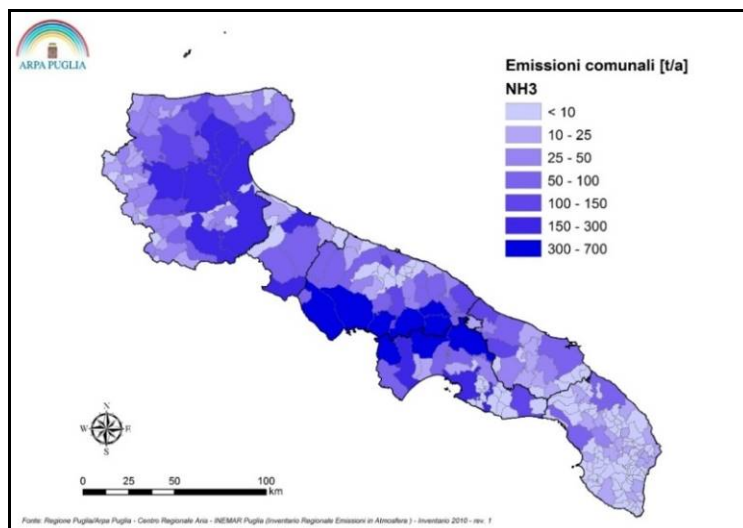 ARPA PUGLIA
Emissioni comunali [t/a]
NH3
< 10
10 - 25
25 - 50
50 - 100
100 - 150
150 - 300
300 - 700
N
W E
S
0 25 50 100
km
Fonte: Regione Puglia/Arpa Puglia - Centro Regionale Aria - INEMAR Puglia (Inventario Regionale Emissioni in Atmosfera ) - Inventario 2010 - rev. 1